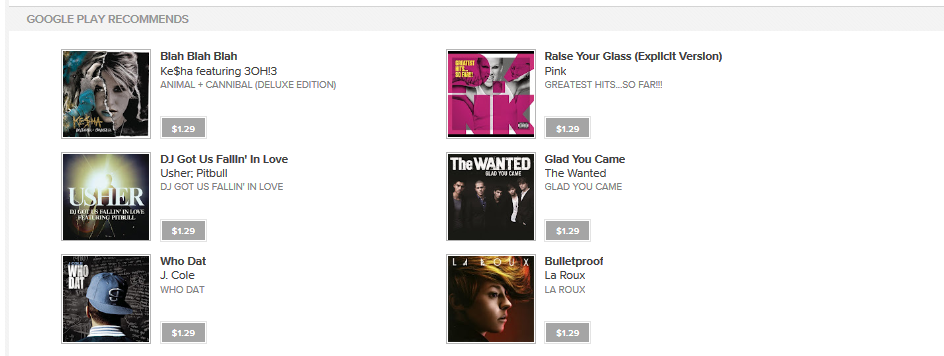 GOOGLE PLAY RECOMMENDS
Blah Blah Blah
Ke$ha featuring 3OH!3
ANIMAL + CANNIBAL (DELUXE EDITION)
$1.29
KE$HA
Raise Your Glass (Explicit Version)
Pink
GREATEST HITS...SO FAR!!!
$1.29
GREATEST
HITS...
SO FAR!!!
P!NK
DJ Got Us Fallin' In Love
Usher; Pitbull
DJ GOT US FALLIN' IN LOVE
$1.29
USHER
DJ GOT US FALLIN' IN LOVE
FEATURING PITBULL
Glad You Came
The Wanted
GLAD YOU CAME
$1.29
The WANTED
GLAD YOU CAME
Who Dat
J. Cole
WHO DAT
$1.29
WHO
DAT
Bulletproof
La Roux
LA ROUX
$1.29
LA ROUX